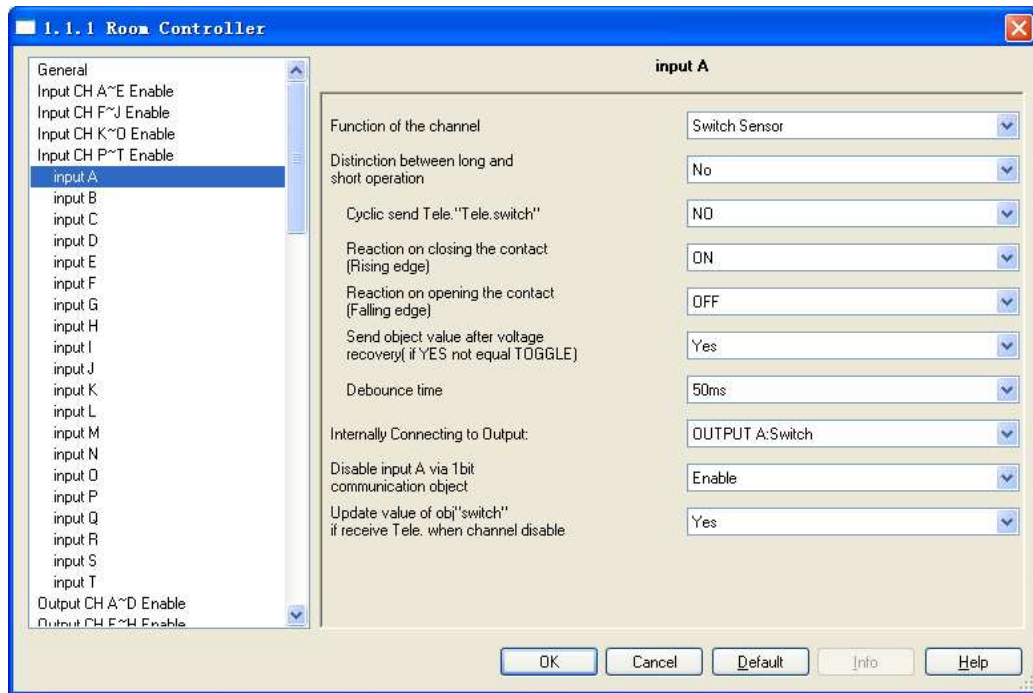 1.1.1 Room Controller
General
Input CH A~E Enable
Input CH F~J Enable
Input CH K~O Enable
Input CH P~T Enable
input A
input B
input C
input D
input E
input F
input G
input H
input I
input J
input K
input L
input M
input N
input O
input P
input Q
input R
input S
input T
Output CH A~D Enable
Output CH E~H Enable
input A
Function of the channel
Switch Sensor
Distinction between long and
short operation
No
Cyclic send Tele."Tele.switch"
NO
Reaction on closing the contact
(Rising edge)
ON
Reaction on opening the contact
(Falling edge)
OFF
Send object value after voltage
recovery( if YES not equal TOGGLE)
Yes
Debounce time
50ms
Internally Connecting to Output:
OUTPUT A:Switch
Disable input A via 1bit
communication object
Enable
Update value of obj"switch"
if receive Tele. when channel disable
Yes
OK
Cancel
Default
Info
Help